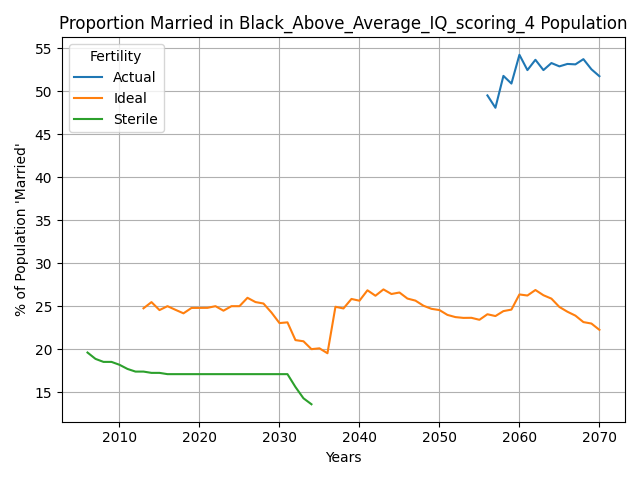 Proportion Married in Black_Above_Average_IQ_scoring_4 Population
Fertility
Actual
Ideal
Sterile
% of Population 'Married'
55
50
45
40
35
30
25
20
15
2010 2020 2030 2040 2050 2060 2070
Years